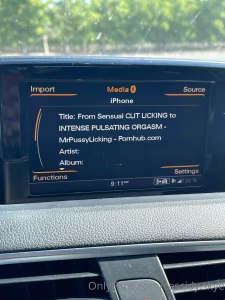 Import
Media
Source
iPhone
Title: From Sensual CLIT LICKING to
INTENSE PULSATING ORGASM -
MrPussyLicking - Pornhub.com
Artist:
Album:
Functions
Settings
9:11